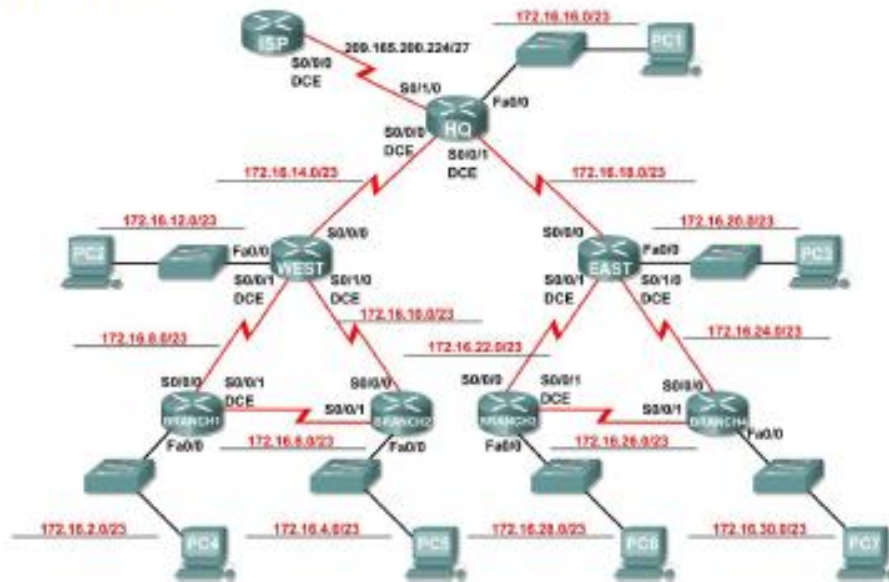 172.16.16.0/23
ISP
209.165.200.224/27
PC1
S0/0/0
DCE
S0/1/0
Fa0/0
HQ
S0/0/0
DCE
S0/0/1
DCE
172.16.14.0/23
172.16.18.0/23
172.16.12.0/23
172.16.20.0/23
S0/0/0
S0/0/0
Fa0/0
Fa0/0
PC2
WEST
EAST
PC3
S0/0/1
DCE
S0/1/0
DCE
S0/0/1
DCE
S0/1/0
DCE
172.16.10.0/23
172.16.24.0/23
172.16.8.0/23
172.16.22.0/23
S0/0/0
S0/0/1
DCE
S0/0/0
S0/0/1
S0/0/0
S0/0/1
DCE
S0/0/0
S0/0/1
BRANCH1
BRANCH2
BRANCH3
BRANCH4
Fa0/0
Fa0/0
Fa0/0
Fa0/0
172.16.6.0/23
172.16.26.0/23
172.16.2.0/23
172.16.4.0/23
172.16.28.0/23
172.16.30.0/23
PC4
PC5
PC6
PC7